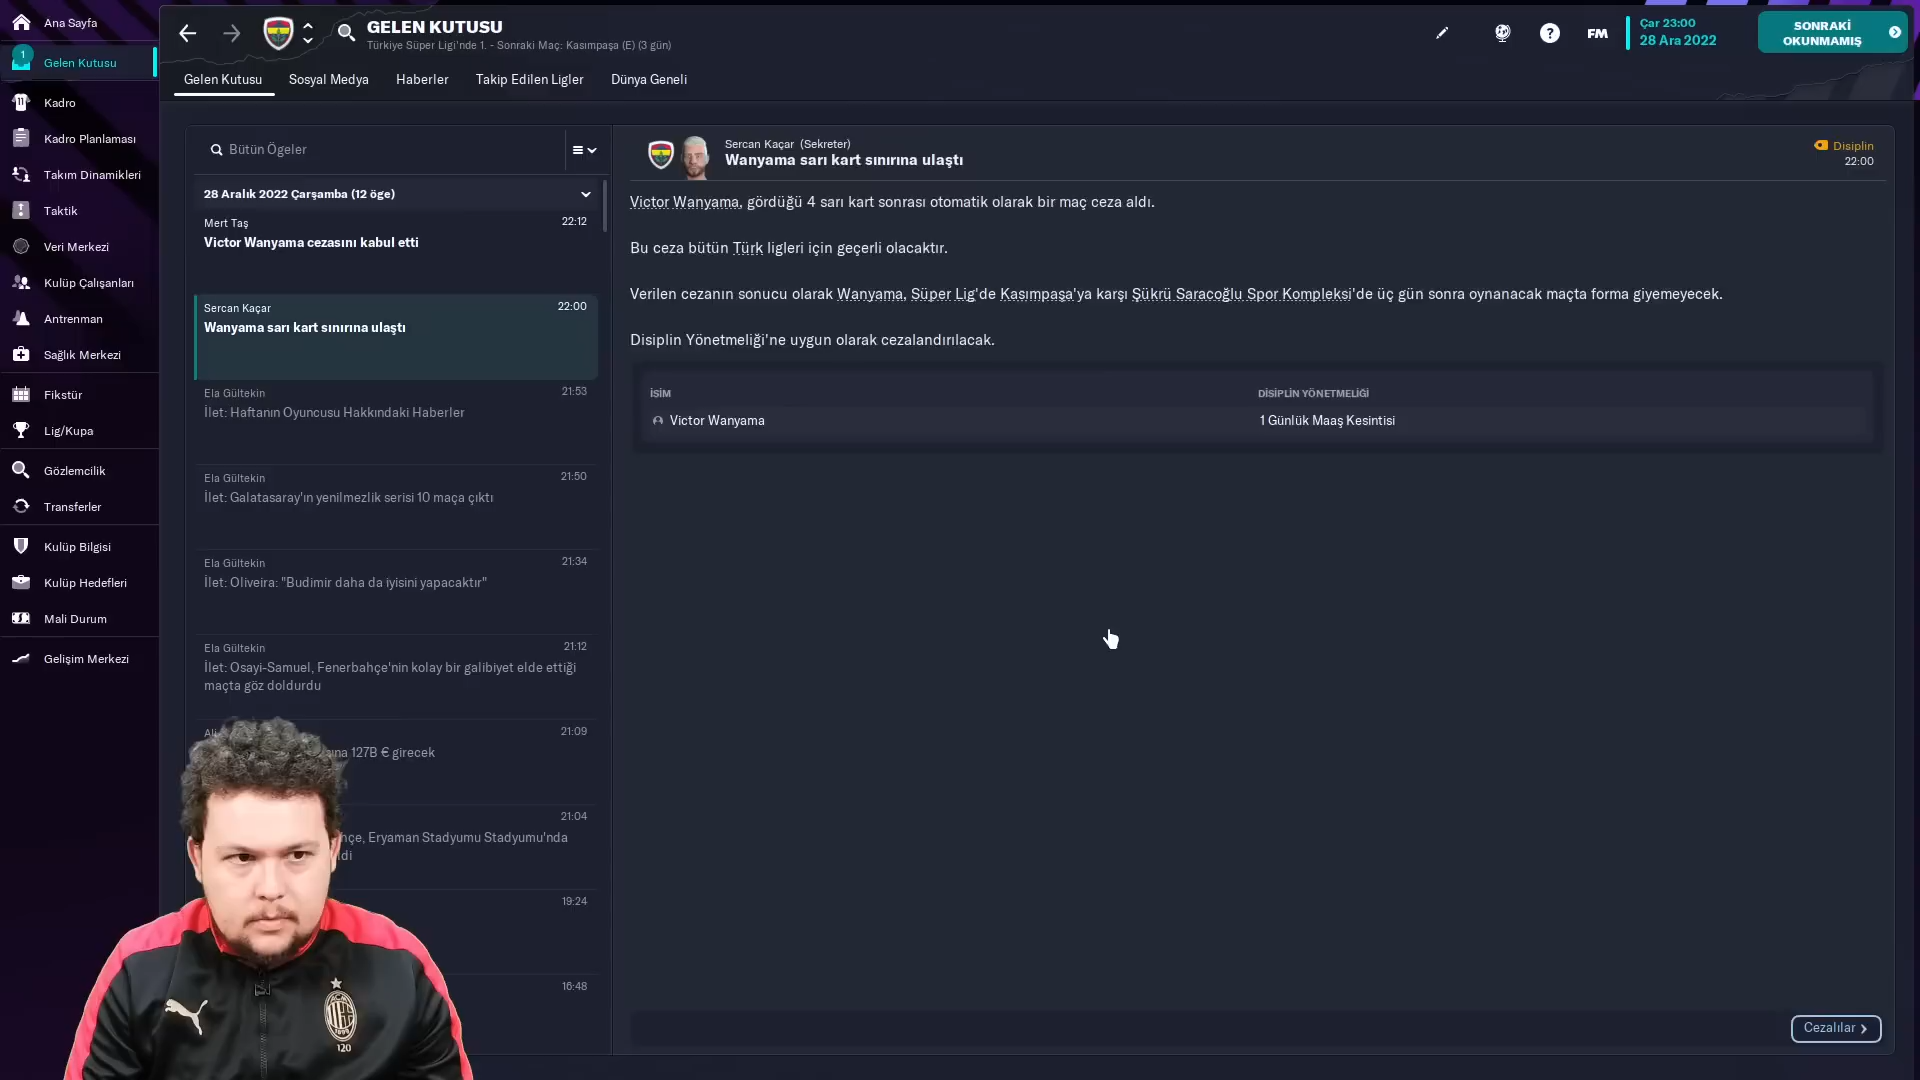 Ana Sayfa
1
Gelen Kutusu
Kadro
Kadro Planlaması
Takım Dinamikleri
Taktik
Veri Merkezi
Kulüp Çalışanları
Antrenman
Sağlık Merkezi
Fikstür
Lig/Kupa
Gözlemcilik
Transferler
Kulüp Bilgisi
Kulüp Hedefleri
Mali Durum
Gelişim Merkezi
GELEN KUTUSU
Türkiye Süper Ligi'nde 1. - Sonraki Maç: Kasımpaşa (E) (3 gün)
FM
Çar 23:00
28 Ara 2022
SONRAKİ
OKUNMAMIŞ
Gelen Kutusu Sosyal Medya Haberler Takip Edilen Ligler Dünya Geneli
Bütün Ögeler
28 Aralık 2022 Çarşamba (12 öge)
Mert Taş 22:12
Victor Wanyama cezasını kabul etti
Sercan Kaçar 22:00
Wanyama sarı kart sınırına ulaştı
Ela Gültekin 21:53
İlet: Haftanın Oyuncusu Hakkındaki Haberler
Ela Gültekin 21:50
İlet: Galatasaray'ın yenilmezlik serisi 10 maça çıktı
Ela Gültekin 21:34
İlet: Oliveira: "Budimir daha da iyisini yapacaktır"
Ela Gültekin 21:12
İlet: Osayi-Samuel, Fenerbahçe'nin kolay bir galibiyet elde ettiği
maçta göz doldurdu
21:09
127B € girecek
21:04
Eryaman Stadyumu Stadyumu'nda
19:24
16:48
Sercan Kaçar (Sekreter)
Wanyama sarı kart sınırına ulaştı
Disiplin
22:00
Victor Wanyama, gördüğü 4 sarı kart sonrası otomatik olarak bir maç ceza aldı.
Bu ceza bütün Türk ligleri için geçerli olacaktır.
Verilen cezanın sonucu olarak Wanyama, Süper Lig'de Kasımpaşa'ya karşı Şükrü Saracoğlu Spor Kompleksi'de üç gün sonra oynanacak maçta forma giyemeyecek.
Disiplin Yönetmeliği'ne uygun olarak cezalandırılacak.
İSİM DİSİPLİN YÖNETMELİĞİ
Victor Wanyama 1 Günlük Maaş Kesintisi
Cezalılar
ACM
1899
120